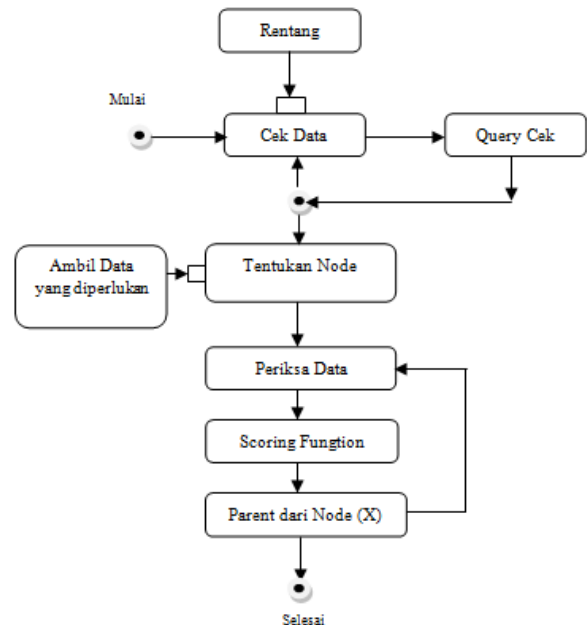 Rentang
Mulai
Cek Data
Query Cek
Ambil Data
yang diperlukan
Tentukan Node
Periksa Data
Scoring Fungtion
Parent dari Node (X)
Selesai